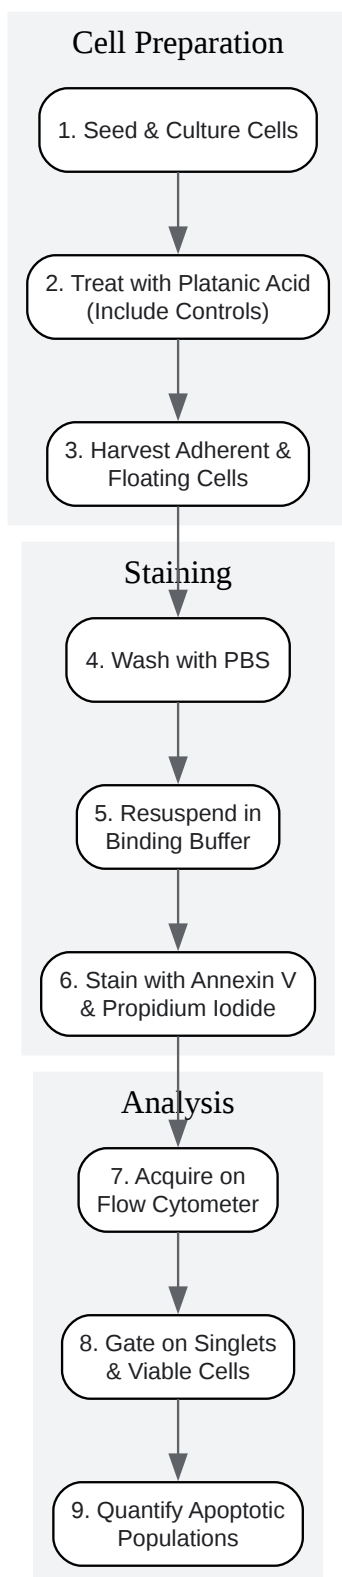 Cell Preparation
1. Seed & Culture Cells
2. Treat with Platanic Acid
(Include Controls)
3. Harvest Adherent &
Floating Cells
Staining
4. Wash with PBS
5. Resuspend in
Binding Buffer
6. Stain with Annexin V
& Propidium Iodide
Analysis
7. Acquire on
Flow Cytometer
8. Gate on Singlets
& Viable Cells
9. Quantify Apoptotic
Populations